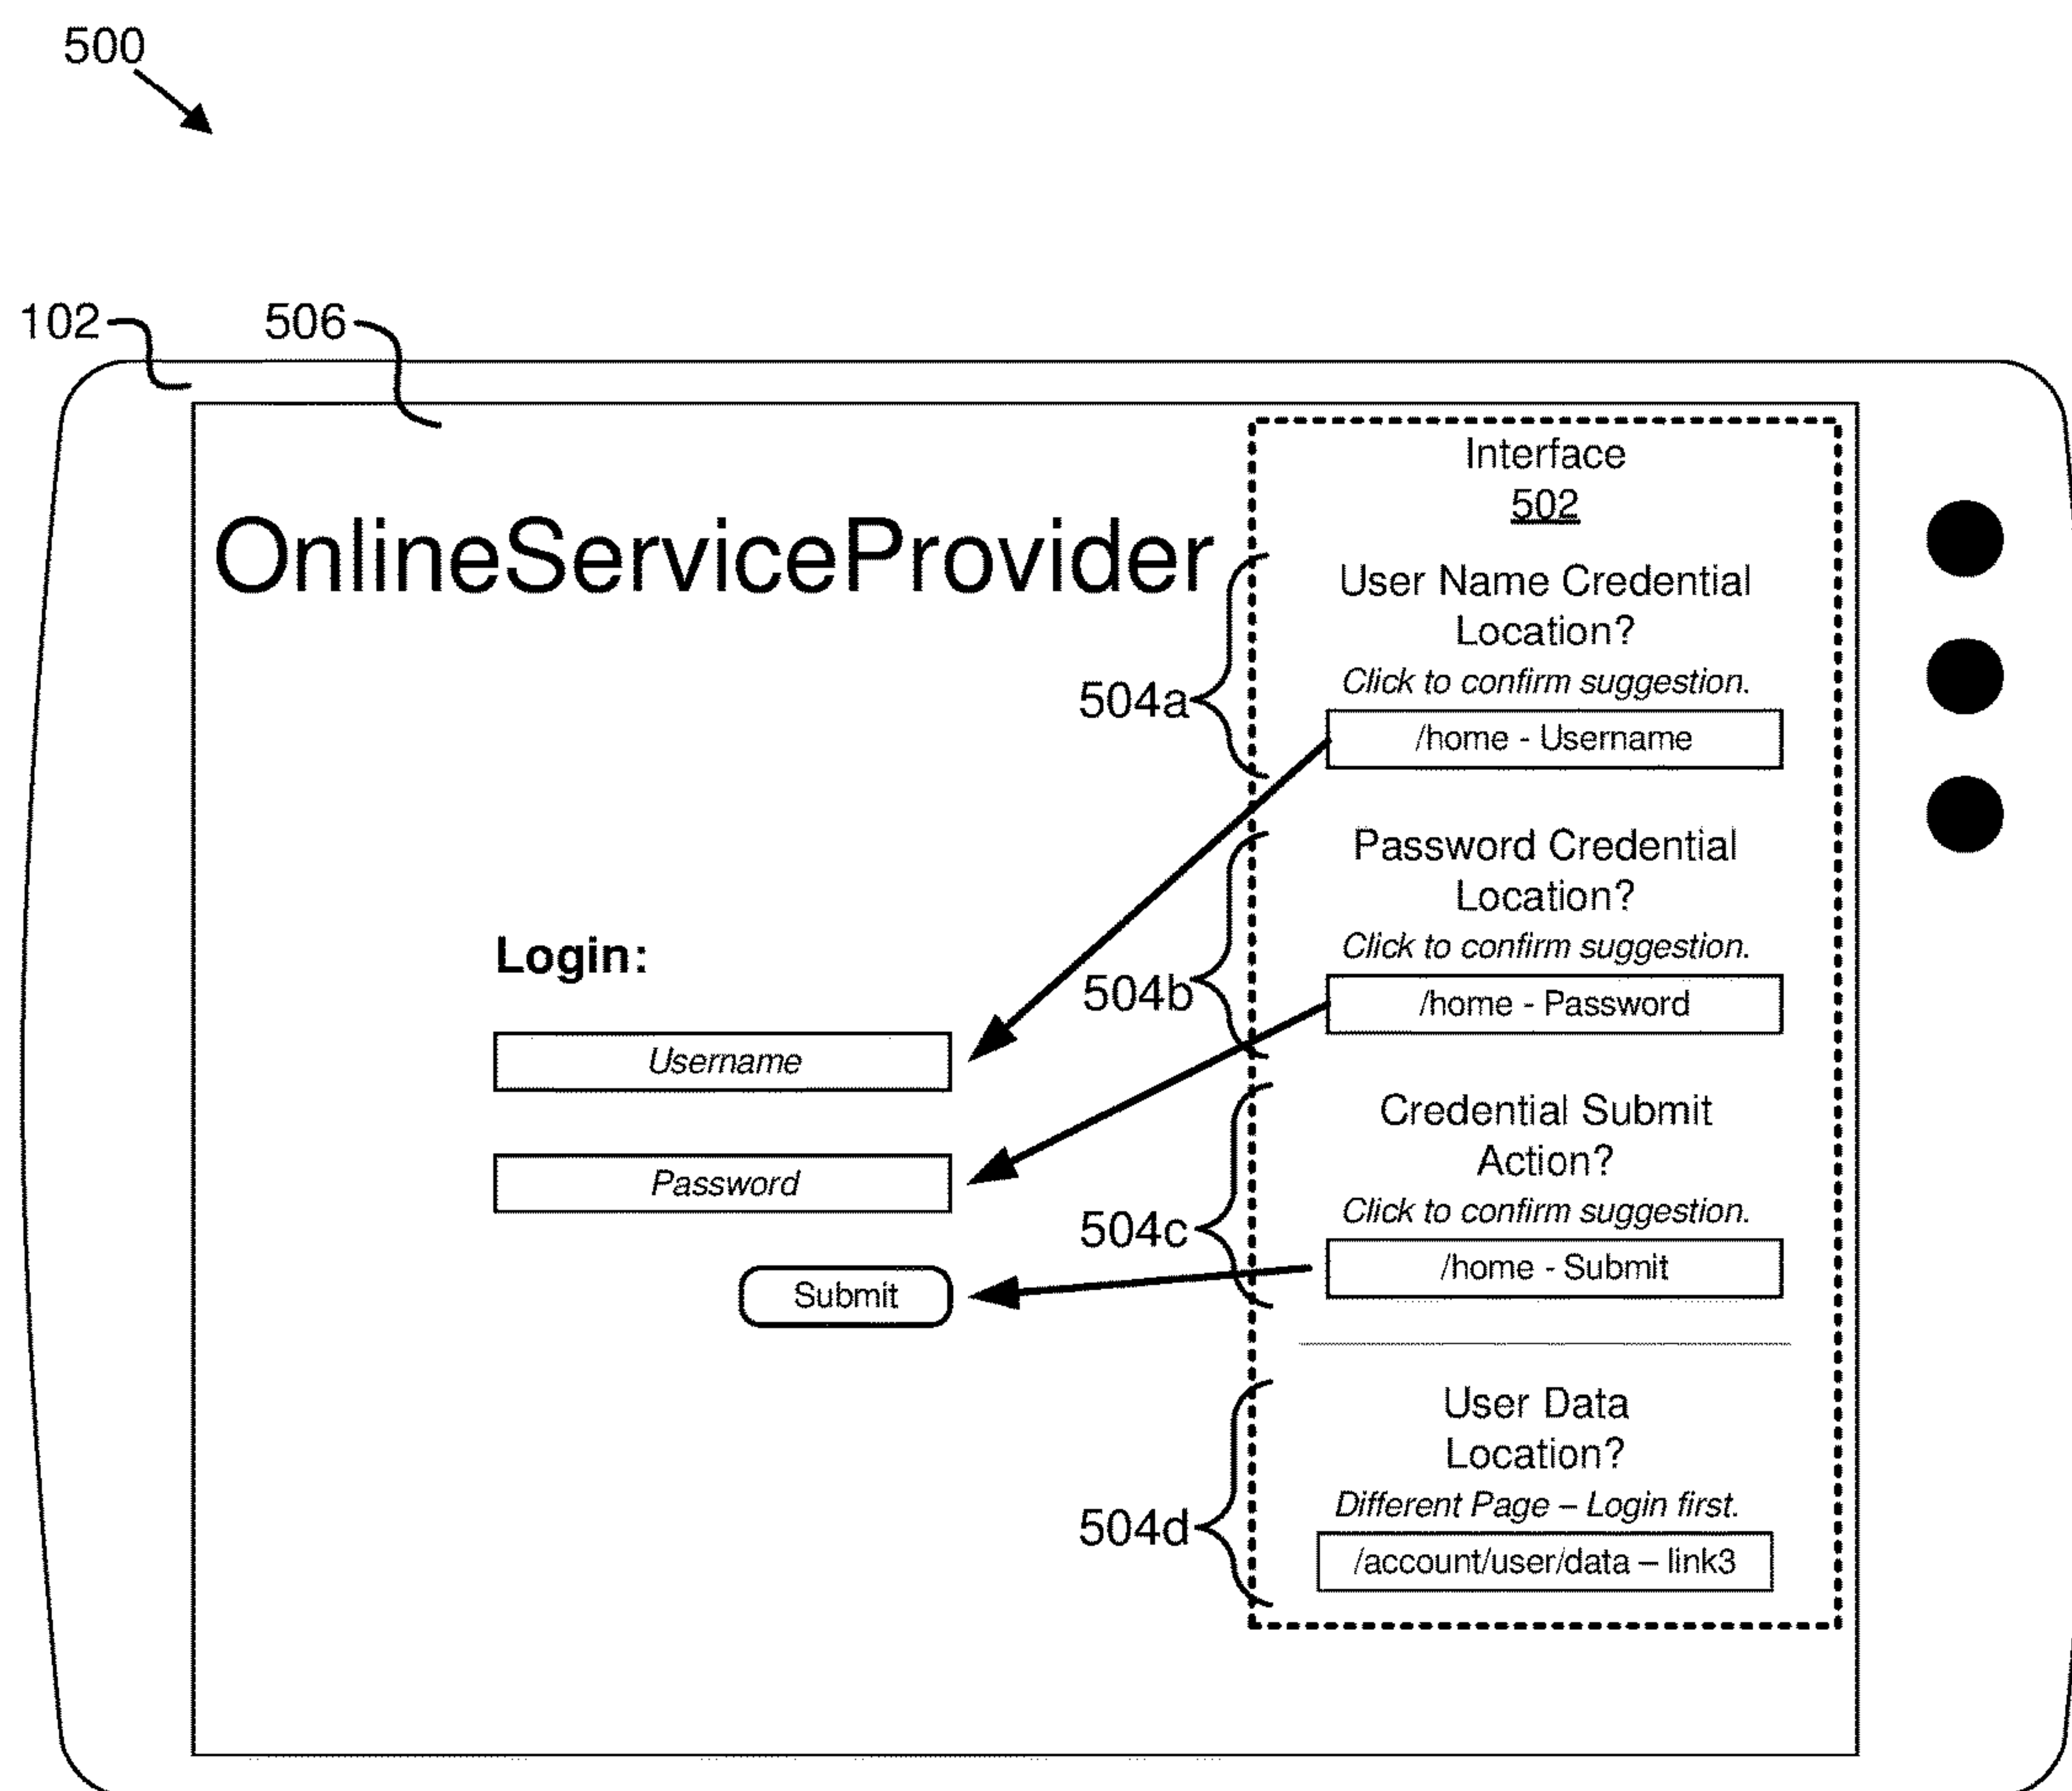 500
102
506
OnlineServiceProvider
Login:
Username
Password
Submit
Interface
502
504a
User Name Credential
Location?
Click to confirm suggestion.
/home - Username
504b
Password Credential
Location?
Click to confirm suggestion.
/home - Password
504c
Credential Submit
Action?
Click to confirm suggestion.
/home - Submit
504d
User Data
Location?
Different Page – Login first.
/account/user/data – link3